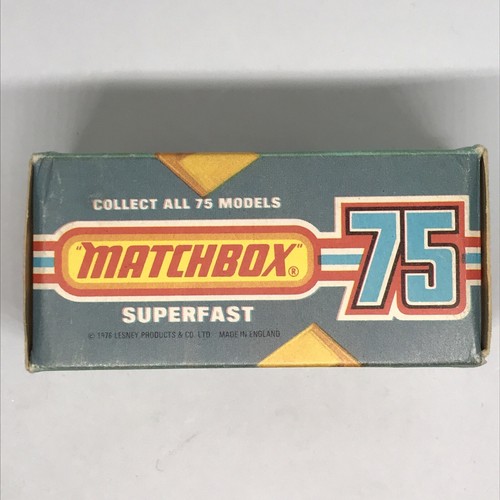 COLLECT ALL 75 MODELS
"MATCHBOX"®
75
SUPERFAST
© 1976 LESNEY PRODUCTS & CO. LTD. MADE IN ENGLAND